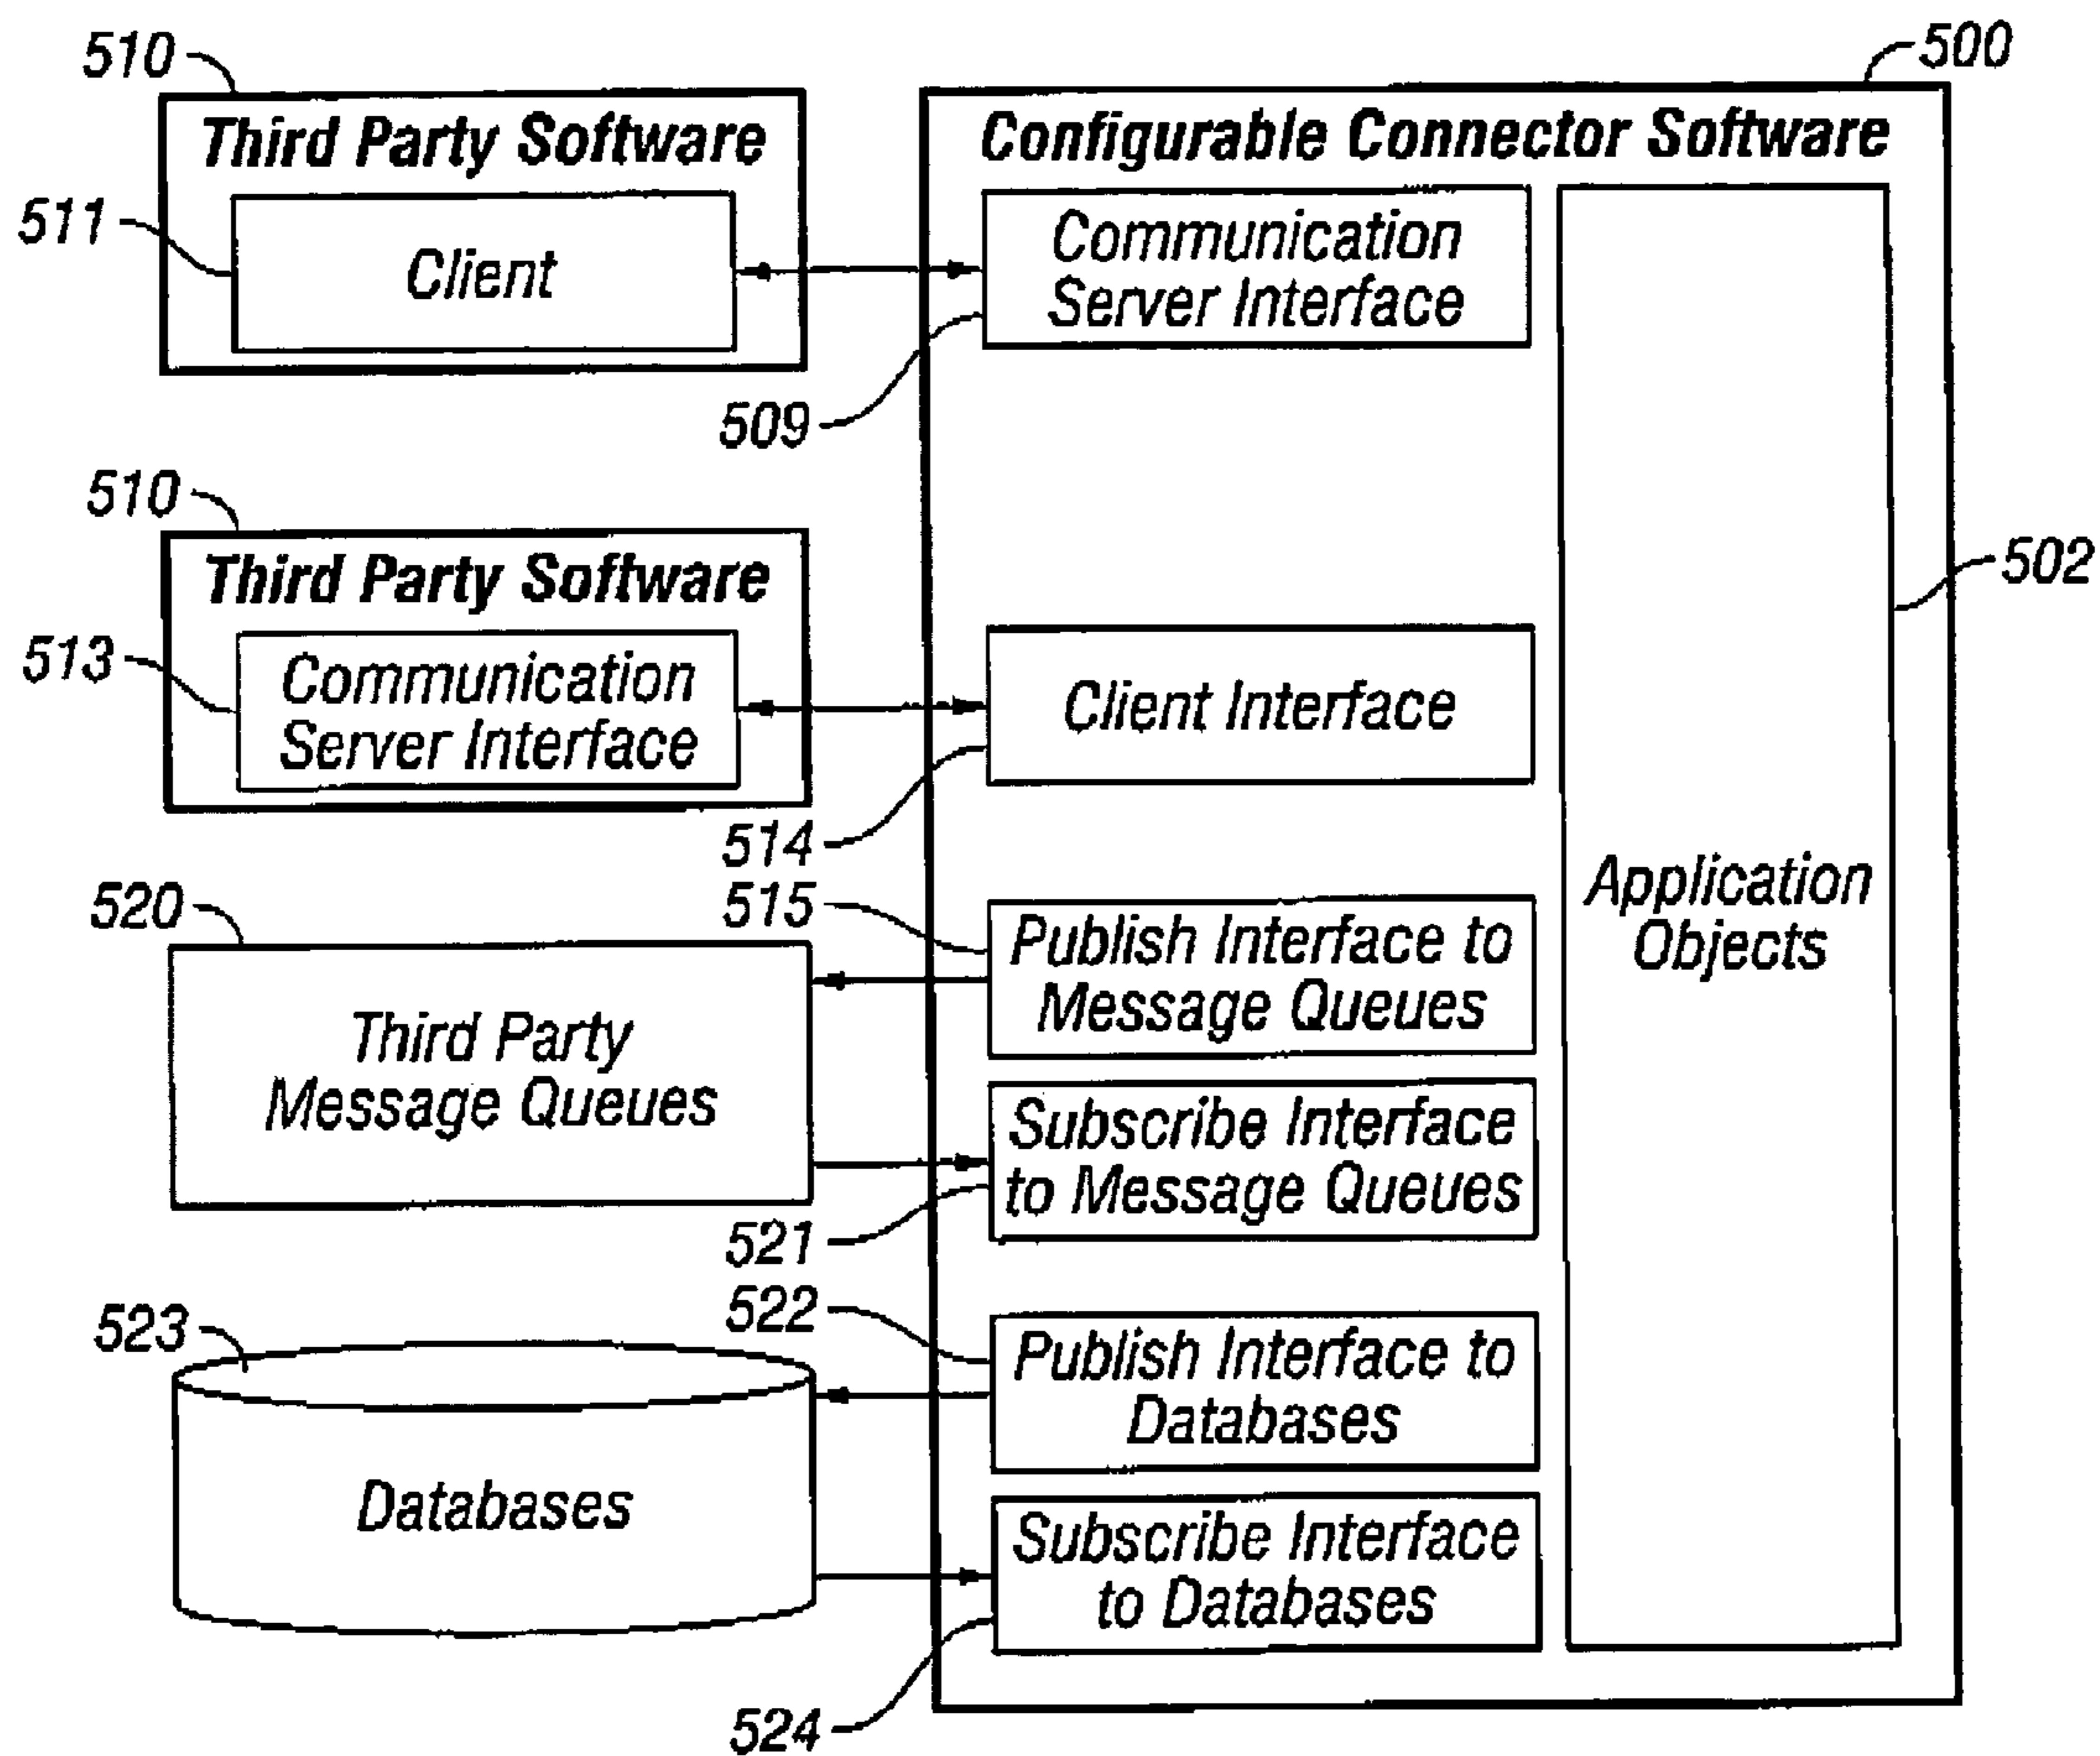 510
Third Party Software
511
Client
500
Configurable Connector Software
Communication
Server Interface
509
510
Third Party Software
513
Communication
Server Interface
502
Client Interface
514
Application
Objects
520
Third Party
Message Queues
515
Publish Interface to
Message Queues
Subscribe Interface
to Message Queues
521
523
Databases
522
Publish Interface to
Databases
Subscribe Interface
to Databases
524